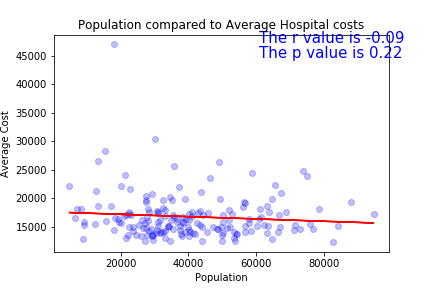 Population compared to Average Hospital costs
The r value is -0.09
The p value is 0.22
45000
40000
35000
30000
25000
20000
15000
Average Cost
20000 40000 60000 80000
Population